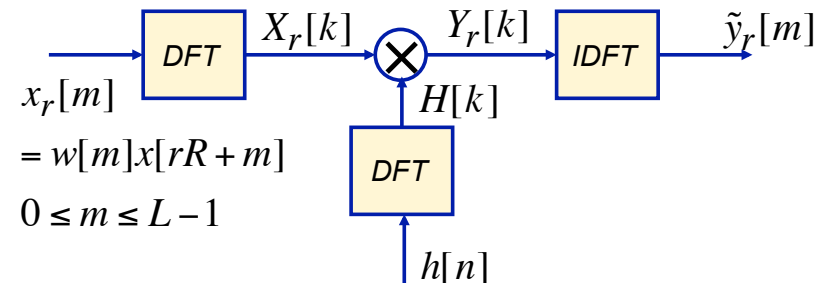 X_r[k]
Y_r[k]
ỹ_r[m]
DFT
IDFT
x_r[m]
= w[m]x[rR + m]
0 ≤ m ≤ L − 1
H[k]
DFT
h[n]